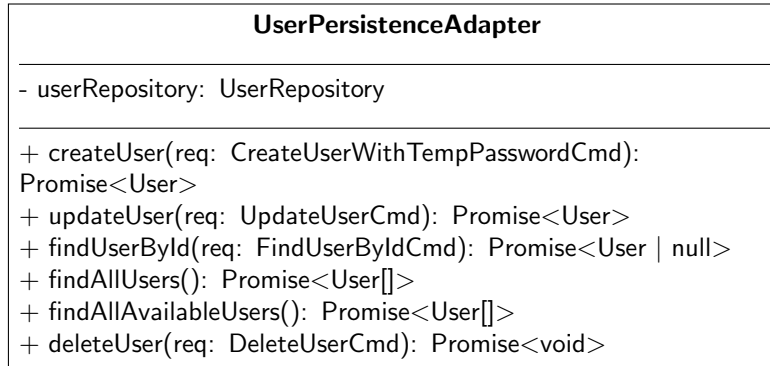 UserPersistenceAdapter
- userRepository: UserRepository
+ createUser(req: CreateUserWithTempPasswordCmd):
Promise<User>
+ updateUser(req: UpdateUserCmd): Promise<User>
+ findUserById(req: FindUserByIdCmd): Promise<User | null>
+ findAllUsers(): Promise<User[]>
+ findAllAvailableUsers(): Promise<User[]>
+ deleteUser(req: DeleteUserCmd): Promise<void>